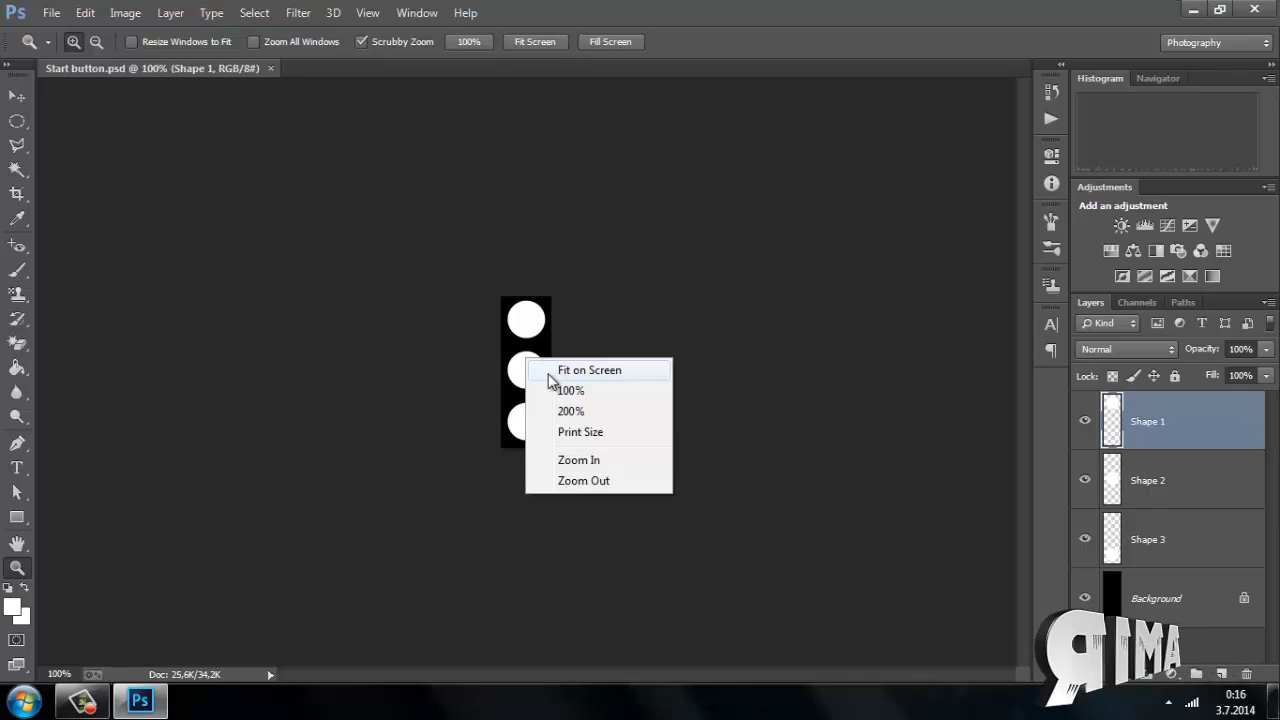 Ps File Edit Image Layer Type Select Filter 3D View Window Help
Resize Windows to Fit Zoom All Windows Scrubby Zoom 100% Fit Screen Fill Screen Photography
Start button.psd @ 100% (Shape 1, RGB/8#) ×
Histogram Navigator
Adjustments
Add an adjustment
Layers Channels Paths
Kind
Normal Opacity: 100%
Lock: Fill: 100%
Shape 1
Shape 2
Shape 3
Background
Fit on Screen
100%
200%
Print Size
Zoom In
Zoom Out
100% Doc: 25,6K/34,2K
ЯIMA
Ps
0:16
3.7.2014